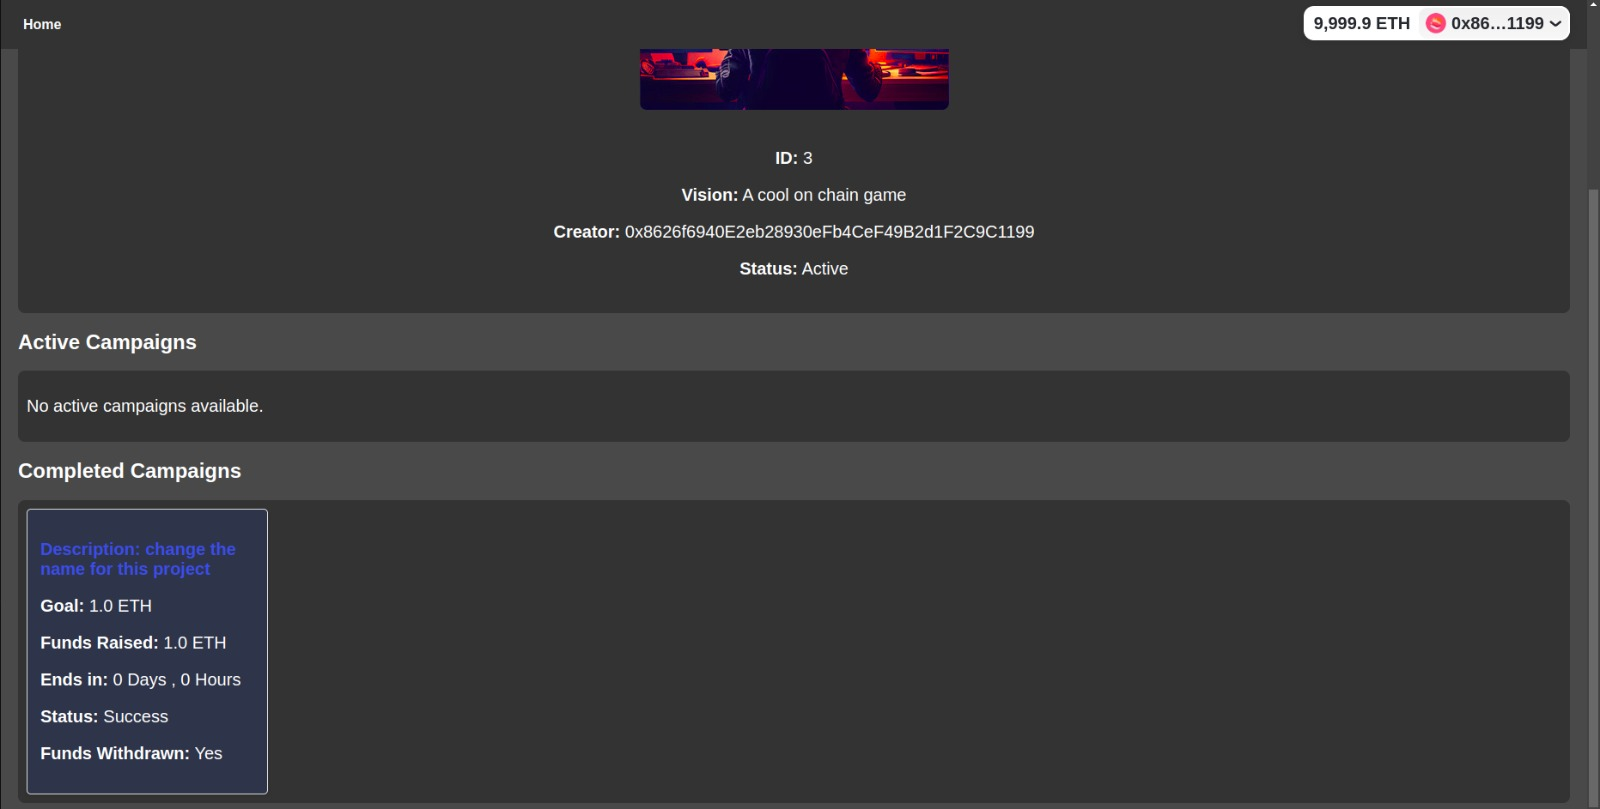 Home
9,999.9 ETH 0x86...1199
ID: 3
Vision: A cool on chain game
Creator: 0x8626f6940E2eb28930eFb4CeF49B2d1F2C9C1199
Status: Active
Active Campaigns
No active campaigns available.
Completed Campaigns
Description: change the
name for this project
Goal: 1.0 ETH
Funds Raised: 1.0 ETH
Ends in: 0 Days , 0 Hours
Status: Success
Funds Withdrawn: Yes